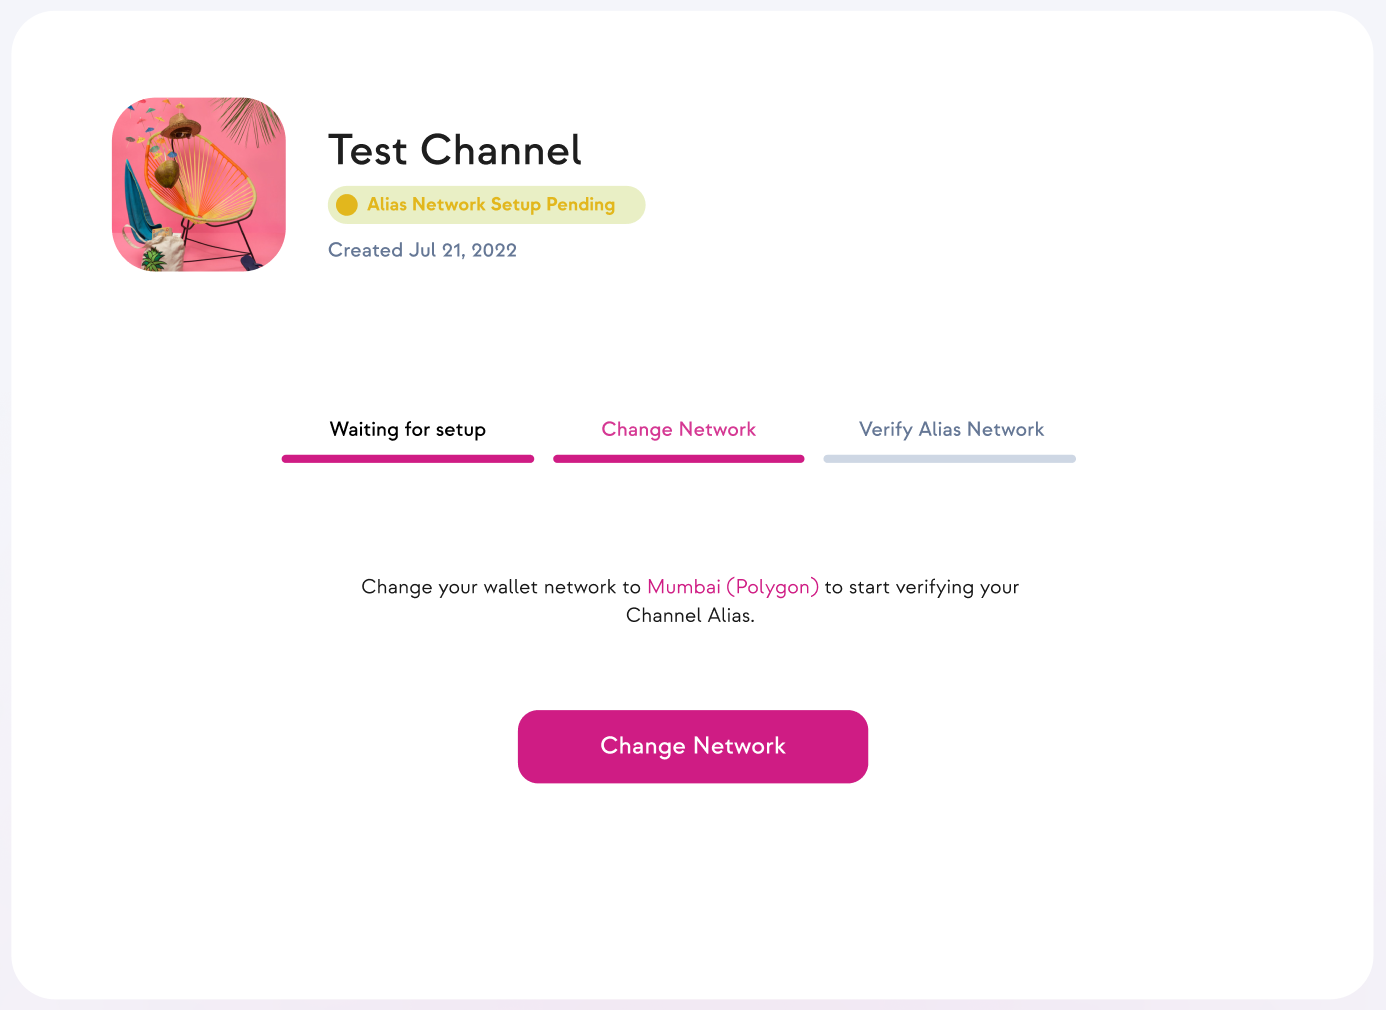 Test Channel
Alias Network Setup Pending
Created Jul 21, 2022
Waiting for setup
Change Network
Verify Alias Network
Change your wallet network to Mumbai (Polygon) to start verifying your
Channel Alias.
Change Network